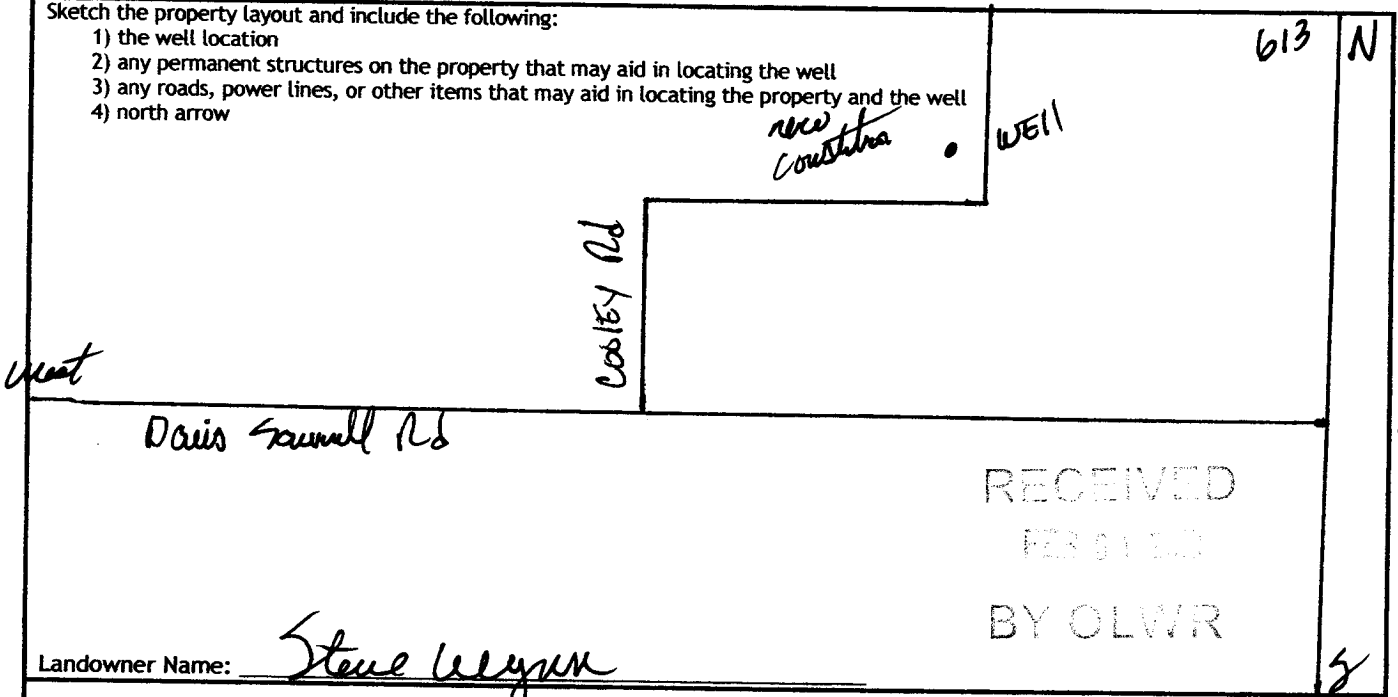 Sketch the property layout and include the following:
1) the well location
2) any permanent structures on the property that may aid in locating the well
3) any roads, power lines, or other items that may aid in locating the property and the well
4) north arrow
613
N
new
WEll
Rd
west
Davis Rd
RECEIVED
BY OLWR
Landowner Name: Steve Wynn
S